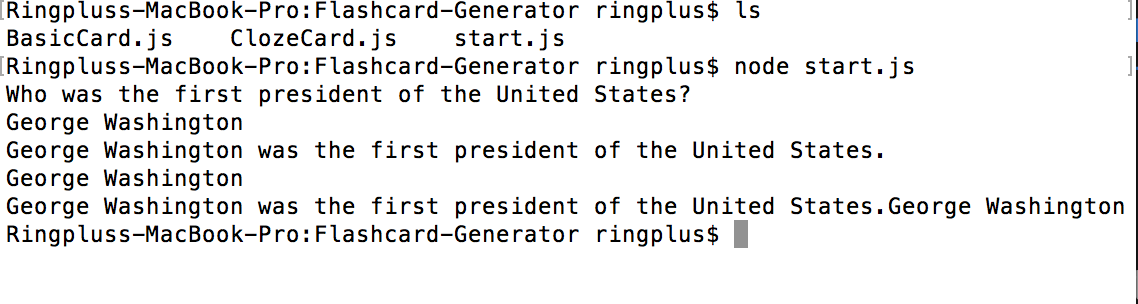 [Ringpluss-MacBook-Pro:Flashcard-Generator ringplus$ ls ]
BasicCard.js    ClozeCard.js    start.js
[Ringpluss-MacBook-Pro:Flashcard-Generator ringplus$ node start.js ]
Who was the first president of the United States?
George Washington
George Washington was the first president of the United States.
George Washington
George Washington was the first president of the United States.George Washington
Ringpluss-MacBook-Pro:Flashcard-Generator ringplus$